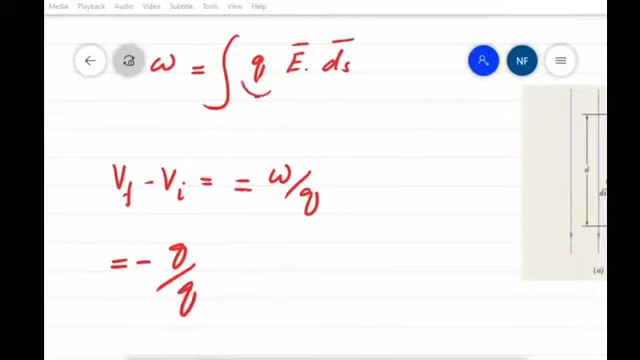 Media Playback Audio Video Subtitle Tools View Help
NF
ω = ∫ q E̅. d̅s̅
V_f - V_i = = ω/q
d
= - q/q
(a)